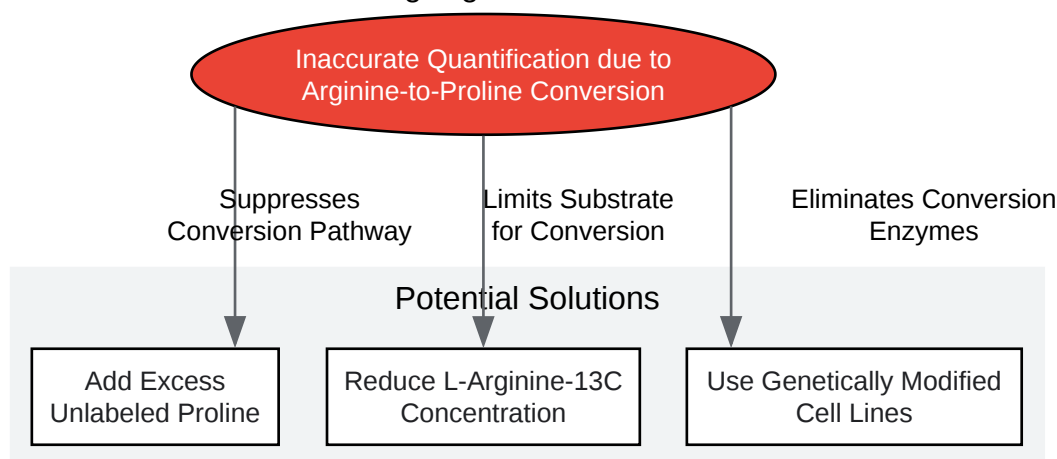 Inaccurate Quantification due to
Arginine-to-Proline Conversion
Suppresses
Conversion Pathway
Limits Substrate
for Conversion
Eliminates Conversion
Enzymes
Potential Solutions
Add Excess
Unlabeled Proline
Reduce L-Arginine-13C
Concentration
Use Genetically Modified
Cell Lines